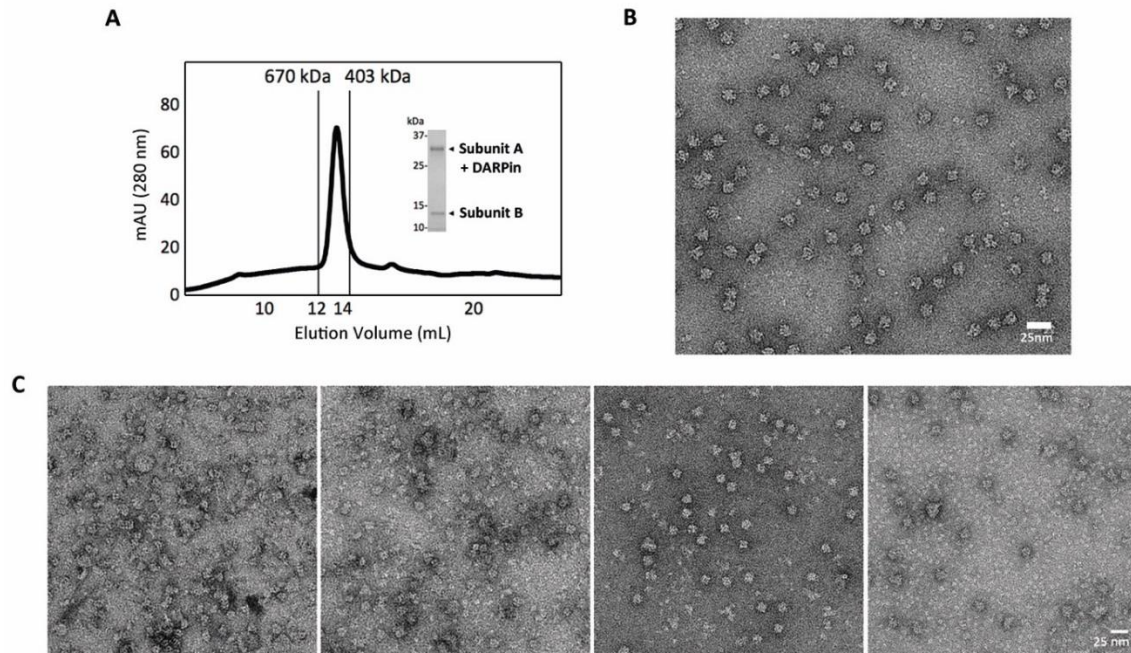 A
670 kDa 403 kDa
80
60
40
20
0
mAU (280 nm)
kDa
37
25
15
10
Subunit A
+ DARPin
Subunit B
10 12 14 20
Elution Volume (mL)
B
25nm
C
25 nm